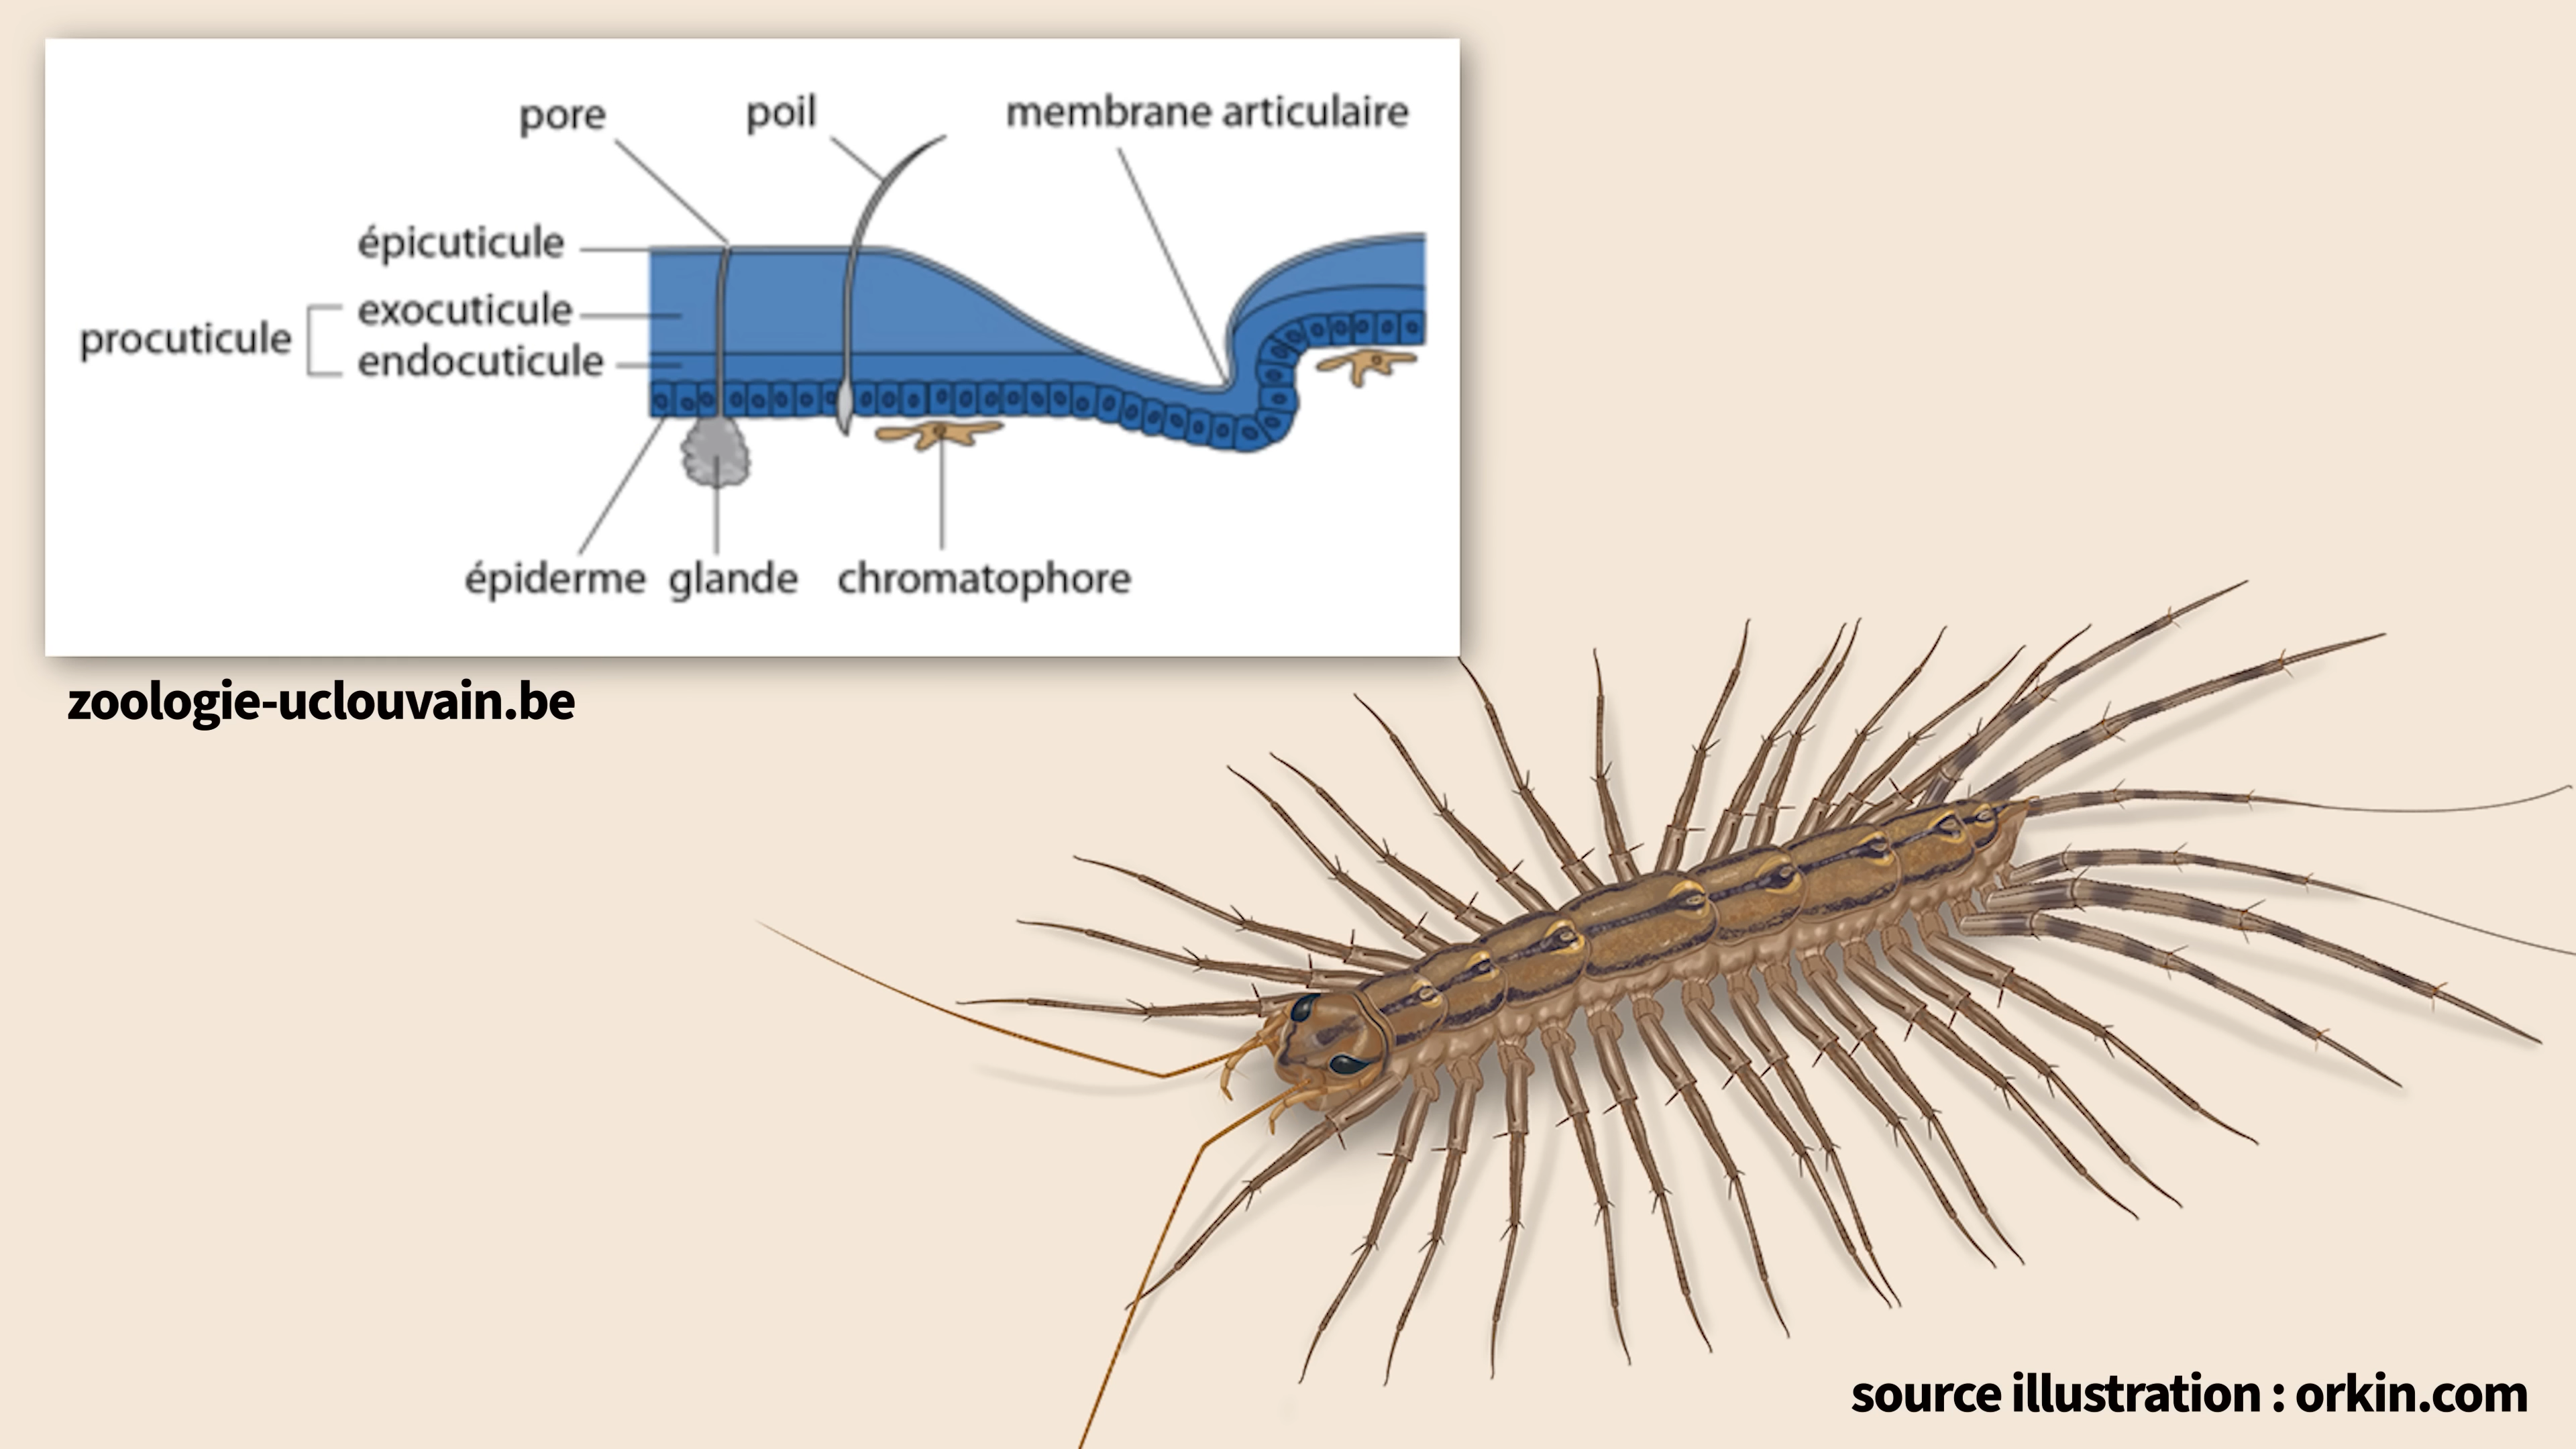 pore
poil
membrane articulaire
épicuticule
exocuticule
procuticule
endocuticule
épiderme
glande
chromatophore
zoologie-uclouvain.be
source illustration : orkin.com